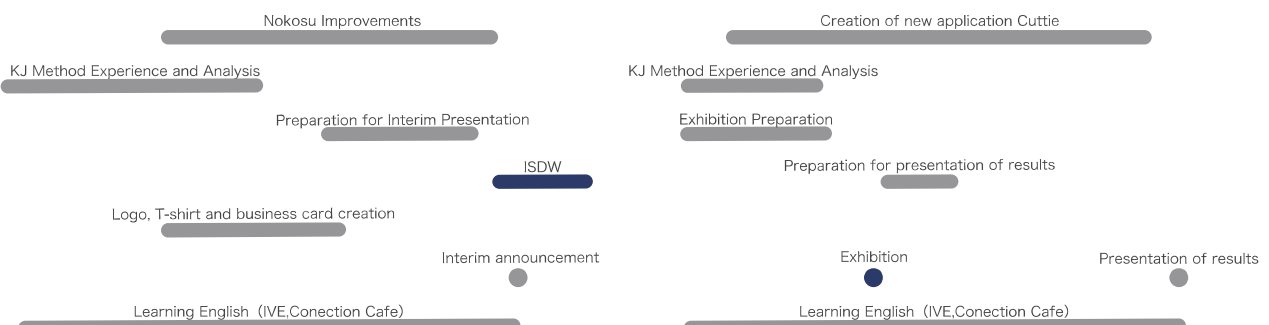 Nokosu Improvements
Creation of new application Cuttie
KJ Method Experience and Analysis
KJ Method Experience and Analysis
Preparation for Interim Presentation
Exhibition Preparation
ISDW
Preparation for presentation of results
Logo, T-shirt and business card creation
Interim announcement
Exhibition
Presentation of results
Learning English（IVE,Conection Cafe）
Learning English（IVE,Conection Cafe）